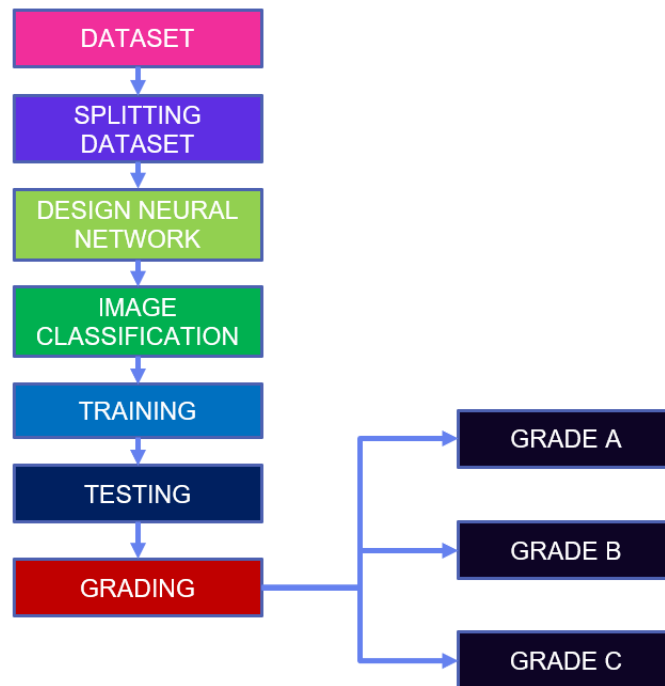 DATASET
SPLITTING
DATASET
DESIGN NEURAL
NETWORK
IMAGE
CLASSIFICATION
TRAINING
TESTING
GRADING
GRADE A
GRADE B
GRADE C